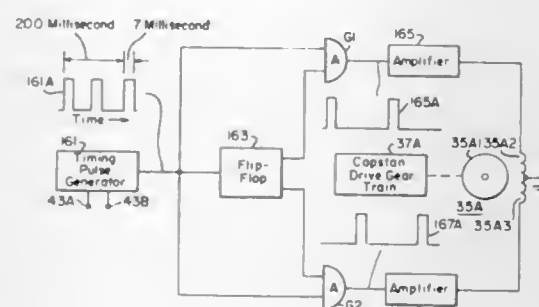 200 Millisecond
7 Millisecond
161A
Time
161
Timing
Pulse
Generator
43A
43B
163
Flip-
Flop
G1
A
165
Amplifier
165A
37A
Capstan
Drive Gear
Train
35A1
35A2
35A
35A3
167A
A
G2
Amplifier